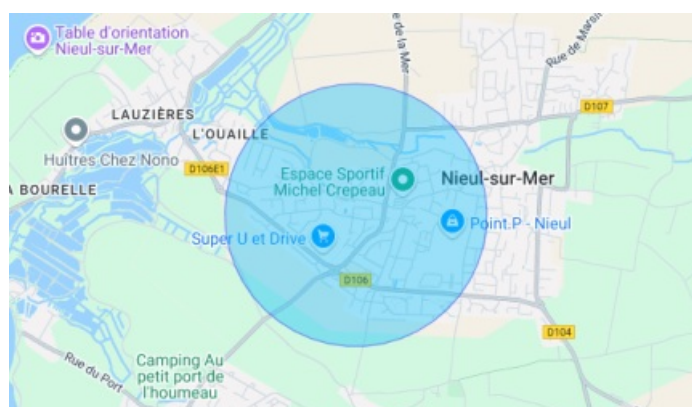 Table d'orientation
Nieul-sur-Mer
de la Mer
Rue de Marsil
D107
LAUZIÈRES
L'OUAILLE
Huîtres Chez Nono
D106E1
Espace Sportif
Michel Crepeau
Nieul-sur-Mer
A BOURELLE
Super U et Drive
Point.P - Nieul
D106
D104
Rue du Port
Camping Au
petit port de
l'houmeau